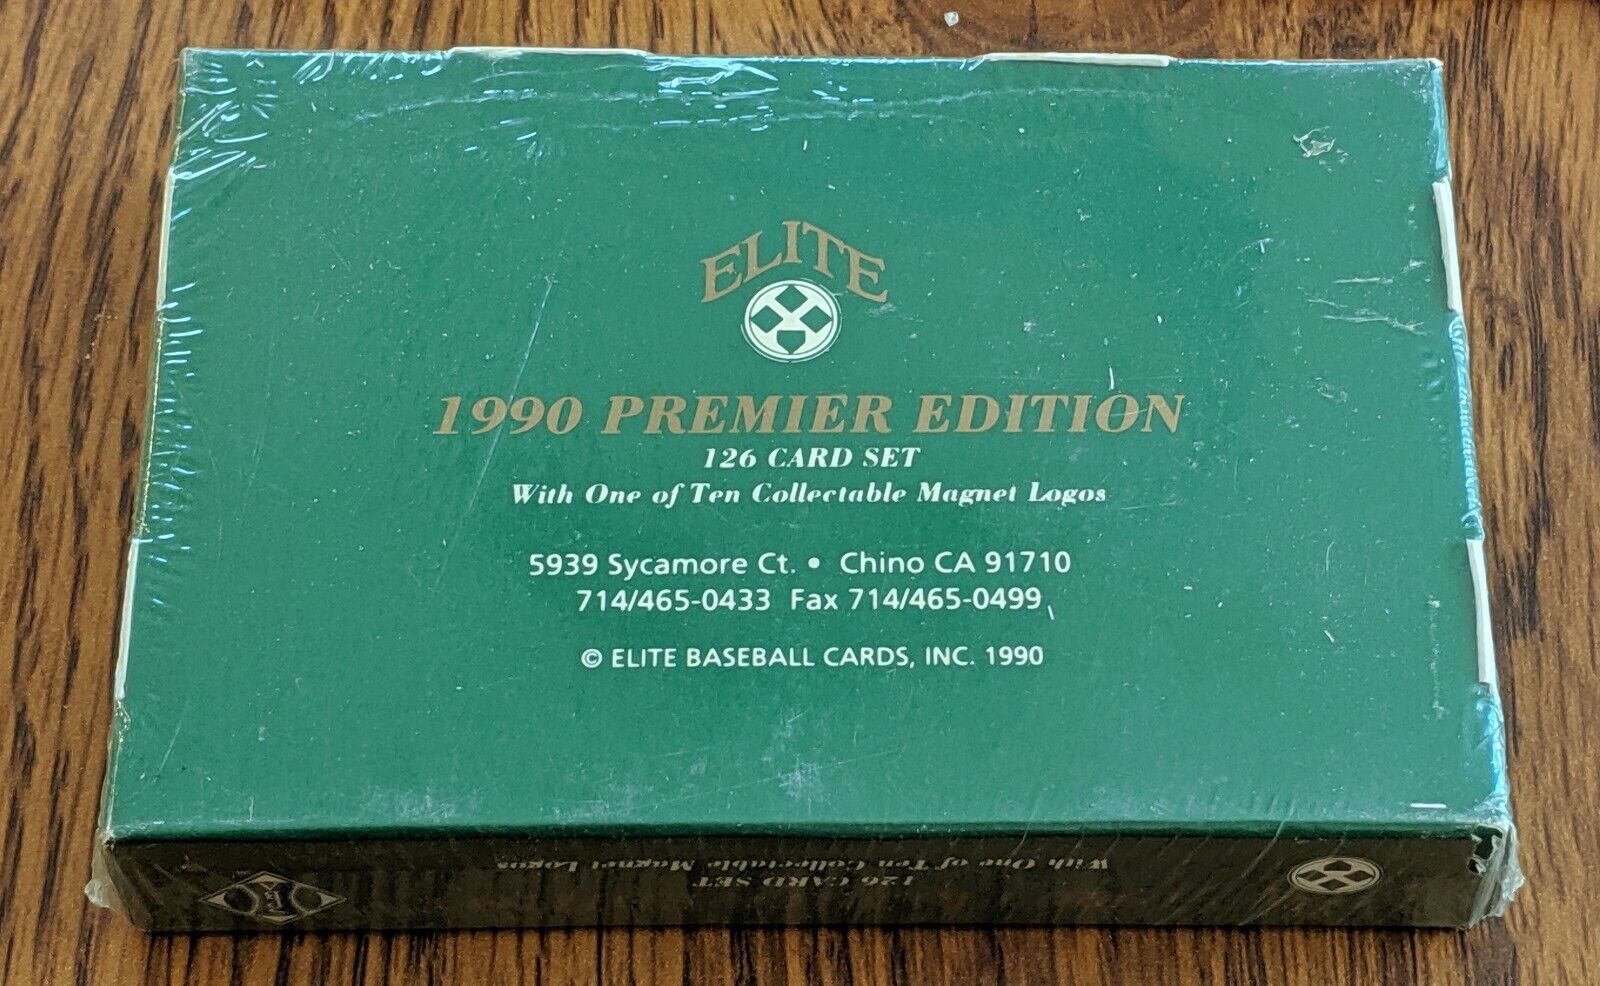 ELITE
1990 PREMIER EDITION
126 CARD SET
With One of Ten Collectable Magnet Logos
5939 Sycamore Ct. • Chino CA 91710
714/465-0433 Fax 714/465-0499
© ELITE BASEBALL CARDS, INC. 1990
126 CARD SET
With One of Ten Collectable Magnet Logos